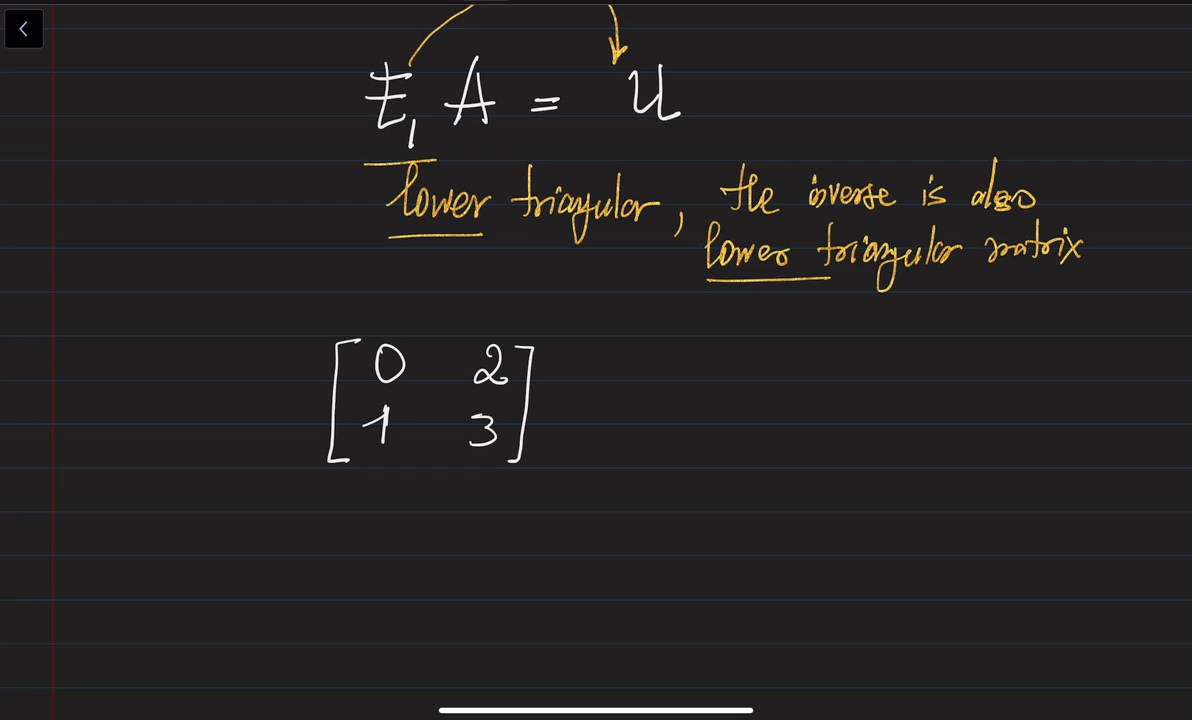 E₁ A = U
lower triangular, the inverse is also
lower triangular matrix
0 2
1 3